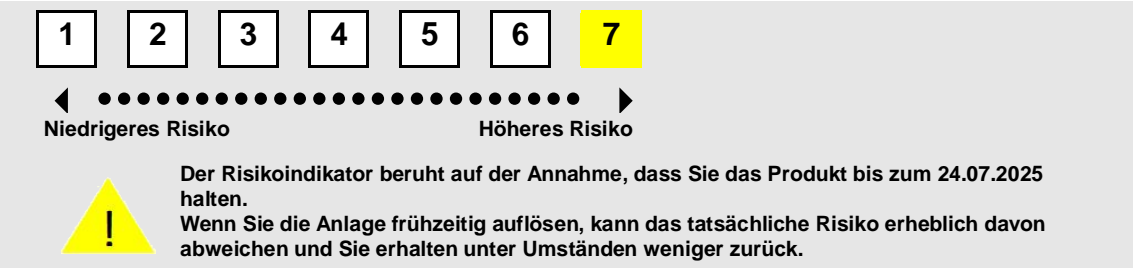 1 2 3 4 5 6 7
Niedrigeres Risiko Höheres Risiko
Der Risikoindikator beruht auf der Annahme, dass Sie das Produkt bis zum 24.07.2025
halten.
Wenn Sie die Anlage frühzeitig auflösen, kann das tatsächliche Risiko erheblich davon
abweichen und Sie erhalten unter Umständen weniger zurück.
!